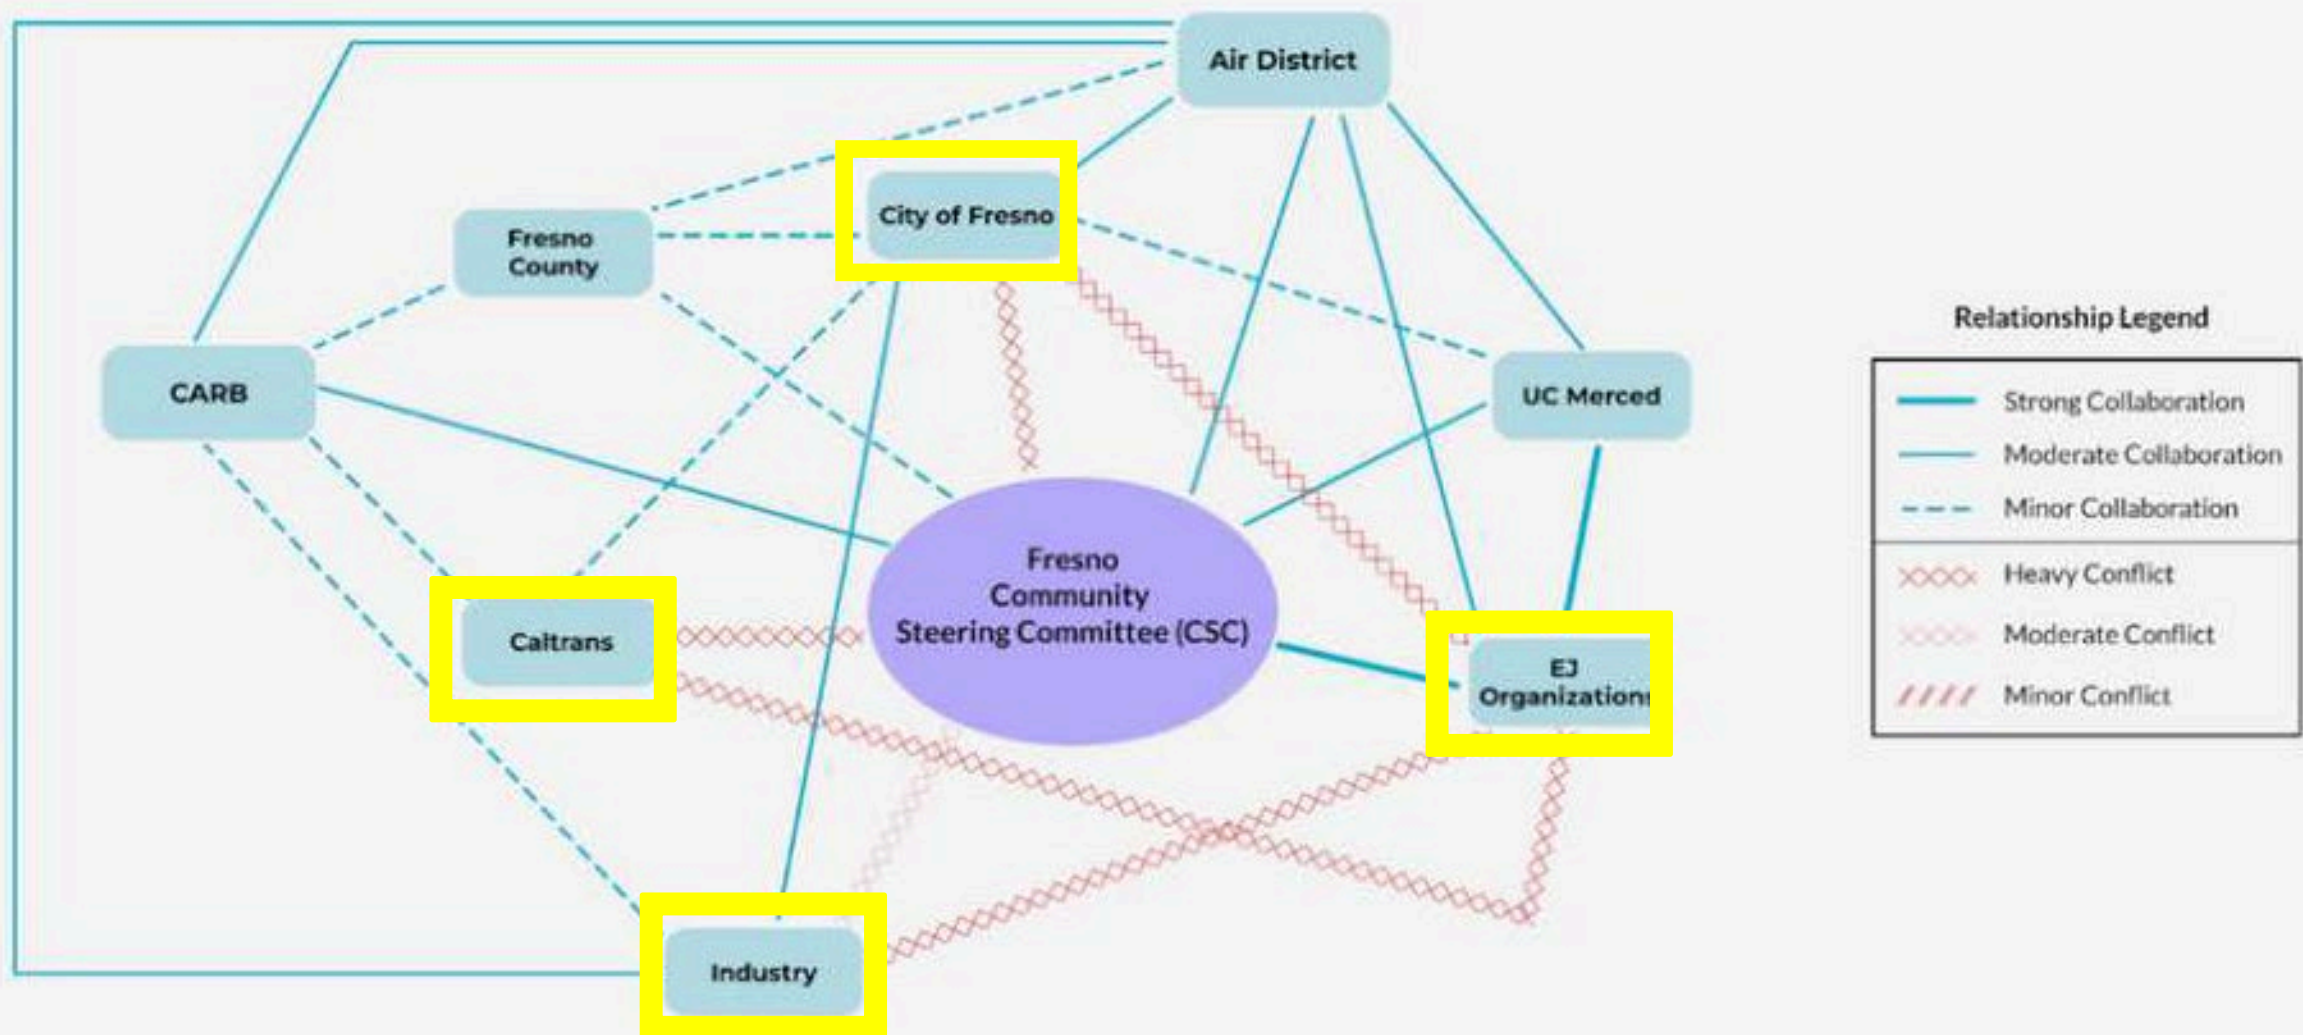 Air District
City of Fresno
Fresno
County
CARB
UC Merced
Fresno
Community
Steering Committee (CSC)
Caltrans
EJ
Organizations
Industry
Relationship Legend
Strong Collaboration
Moderate Collaboration
Minor Collaboration
Heavy Conflict
Moderate Conflict
Minor Conflict